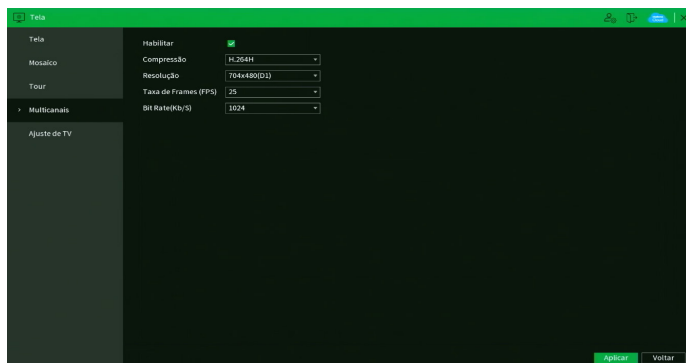 Tela
Tela
Mosaico
Tour
Multicanais
Ajuste de TV
Habilitar
Compressão H.264H
Resolução 704x480(D1)
Taxa de Frames (FPS) 25
Bit Rate(Kb/S) 1024
Aplicar Voltar